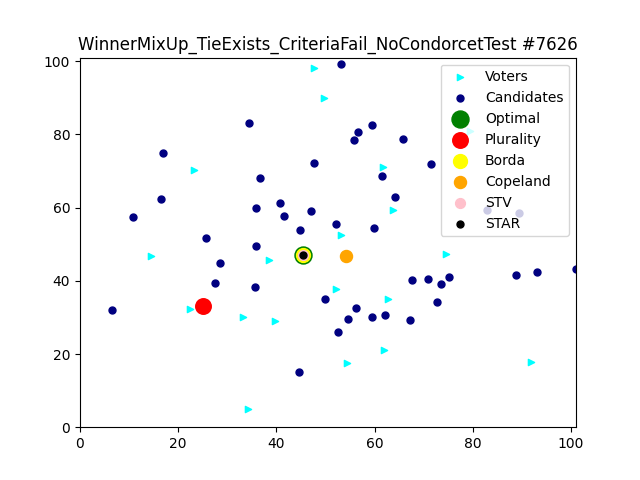 WinnerMixUp_TieExists_CriteriaFail_NoCondorcetTest #7626
Voters
Candidates
Optimal
Plurality
Borda
Copeland
STV
STAR
100
80
60
40
20
0
0 20 40 60 80 100